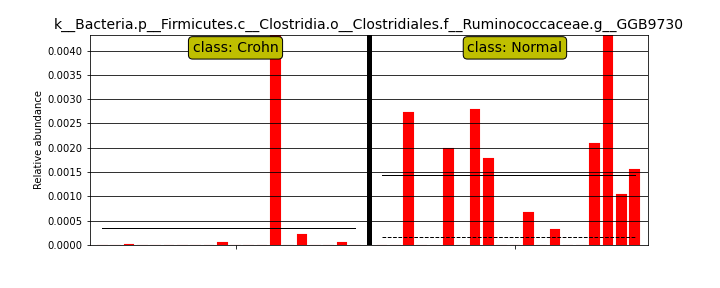 k__Bacteria.p__Firmicutes.c__Clostridia.o__Clostridiales.f__Ruminococcaceae.g__GGB9730
class: Crohn
class: Normal
Relative abundance
0.0040
0.0035
0.0030
0.0025
0.0020
0.0015
0.0010
0.0005
0.0000